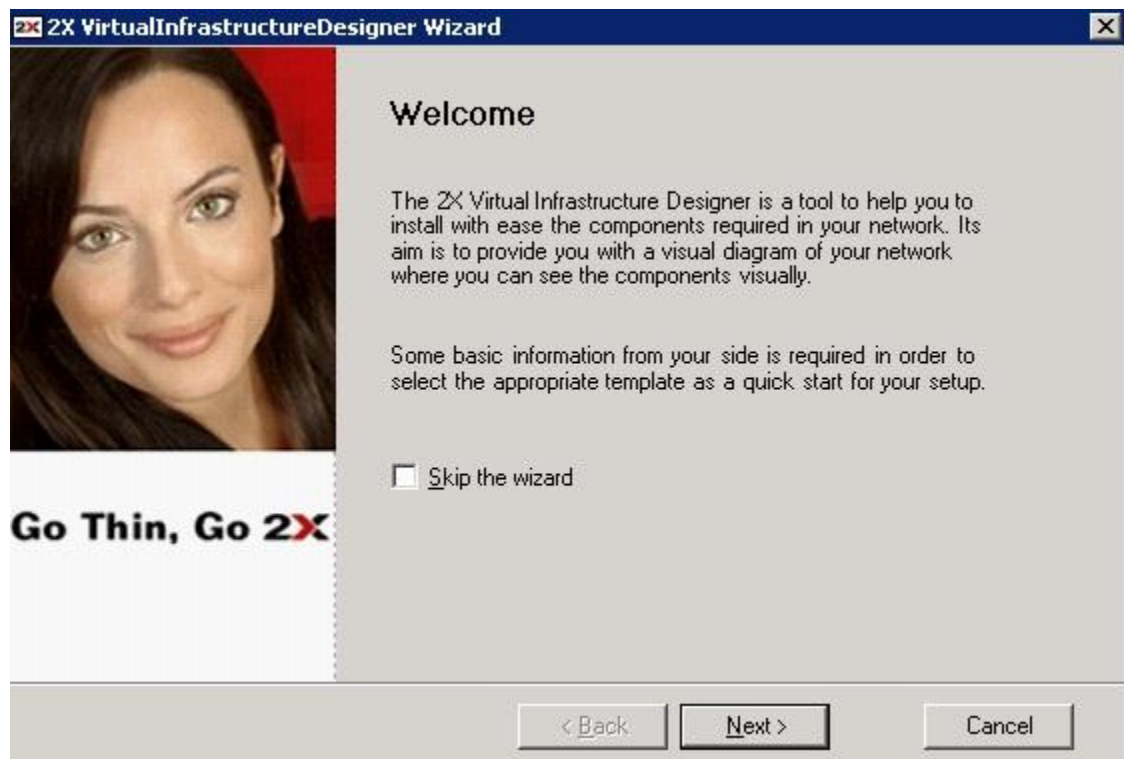 2X 2X VirtualInfrastructureDesigner Wizard
Welcome
The 2X Virtual Infrastructure Designer is a tool to help you to
install with ease the components required in your network. Its
aim is to provide you with a visual diagram of your network
where you can see the components visually.
Some basic information from your side is required in order to
select the appropriate template as a quick start for your setup.
Skip the wizard
Go Thin, Go 2X
< Back
Next >
Cancel